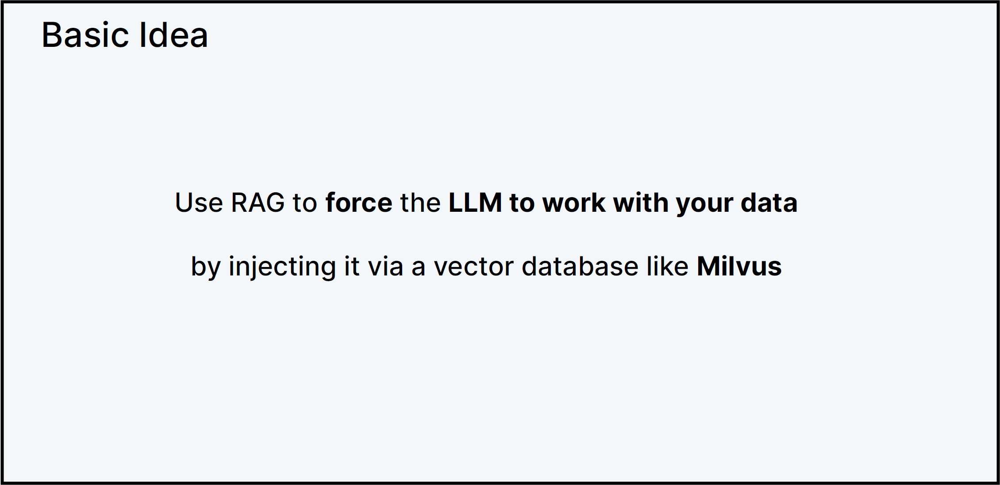 Basic Idea
Use RAG to force the LLM to work with your data
by injecting it via a vector database like Milvus